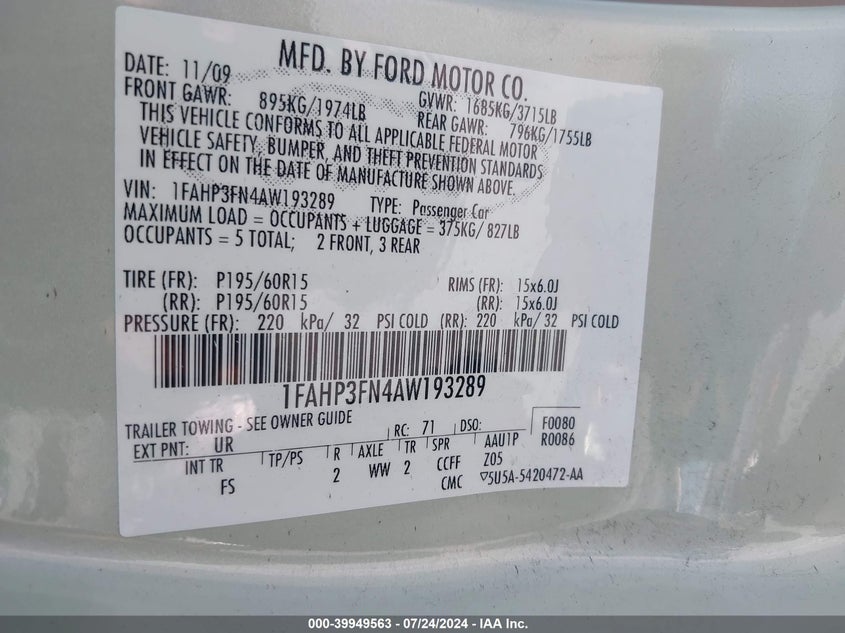 MFD. BY FORD MOTOR CO.
DATE: 11/09 GVWR: 1685KG/3715LB
FRONT GAWR: 895KG/1974LB REAR GAWR: 796KG/1755LB
THIS VEHICLE CONFORMS TO ALL APPLICABLE FEDERAL MOTOR
VEHICLE SAFETY, BUMPER, AND THEFT PREVENTION STANDARDS
IN EFFECT ON THE DATE OF MANUFACTURE SHOWN ABOVE.
VIN: 1FAHP3FN4AW193289 TYPE: Passenger Car
MAXIMUM LOAD = OCCUPANTS + LUGGAGE = 375KG/ 827LB
OCCUPANTS = 5 TOTAL; 2 FRONT, 3 REAR
TIRE (FR): P195/60R15 RIMS (FR): 15x6.0J
(RR): P195/60R15 (RR): 15x6.0J
PRESSURE (FR): 220 kPa/ 32 PSI COLD (RR): 220 kPa/ 32 PSI COLD
1FAHP3FN4AW193289
TRAILER TOWING - SEE OWNER GUIDE F0080
EXT PNT: UR RC: 71 DSO: R0086
INT TR TP/PS R AXLE TR SPR AAU1P
FS 2 WW 2 CCFF Z05
CMC ▽5U5A-5420472-AA
000-39949563 - 07/24/2024 - IAA Inc.